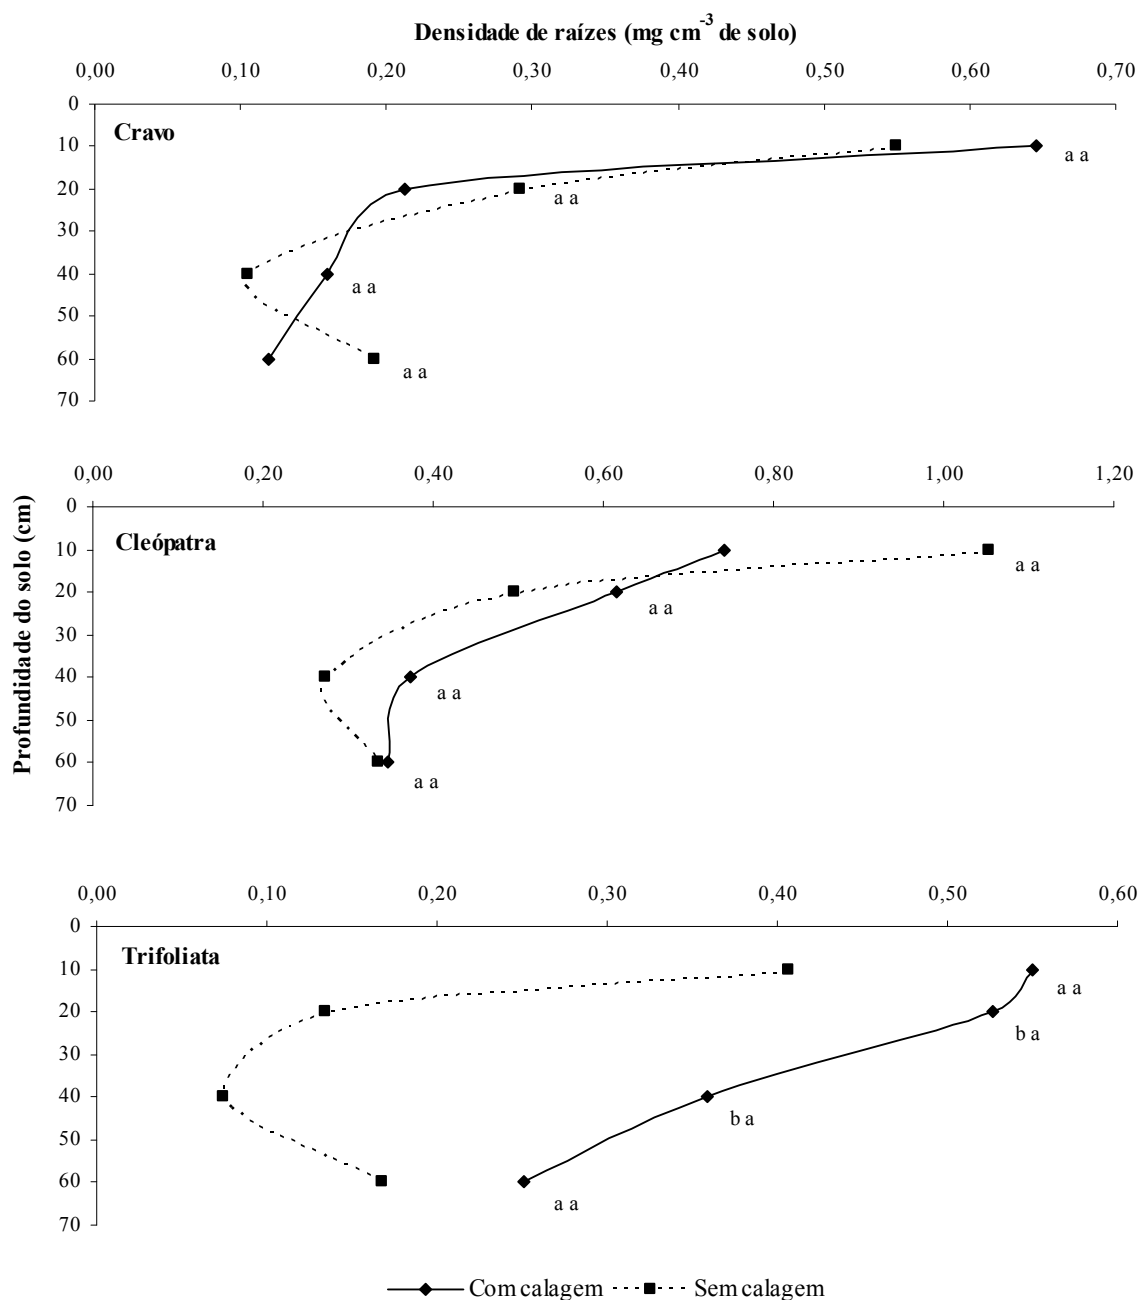 Densidade de raízes (mg cm-3 de solo)
0,00 0,10 0,20 0,30 0,40 0,50 0,60 0,70
0
Cravo
10
a a
20
a a
30
40
a a
50
60
a a
70
0,00 0,20 0,40 0,60 0,80 1,00 1,20
Profundidade do solo (cm)
0
Cleópatra
10
a a
20
a a
30
40
a a
50
60
a a
70
0,00 0,10 0,20 0,30 0,40 0,50 0,60
0
Trifoliata
10
a a
20
b a
30
40
b a
50
60
a a
70
Com calagem Sem calagem